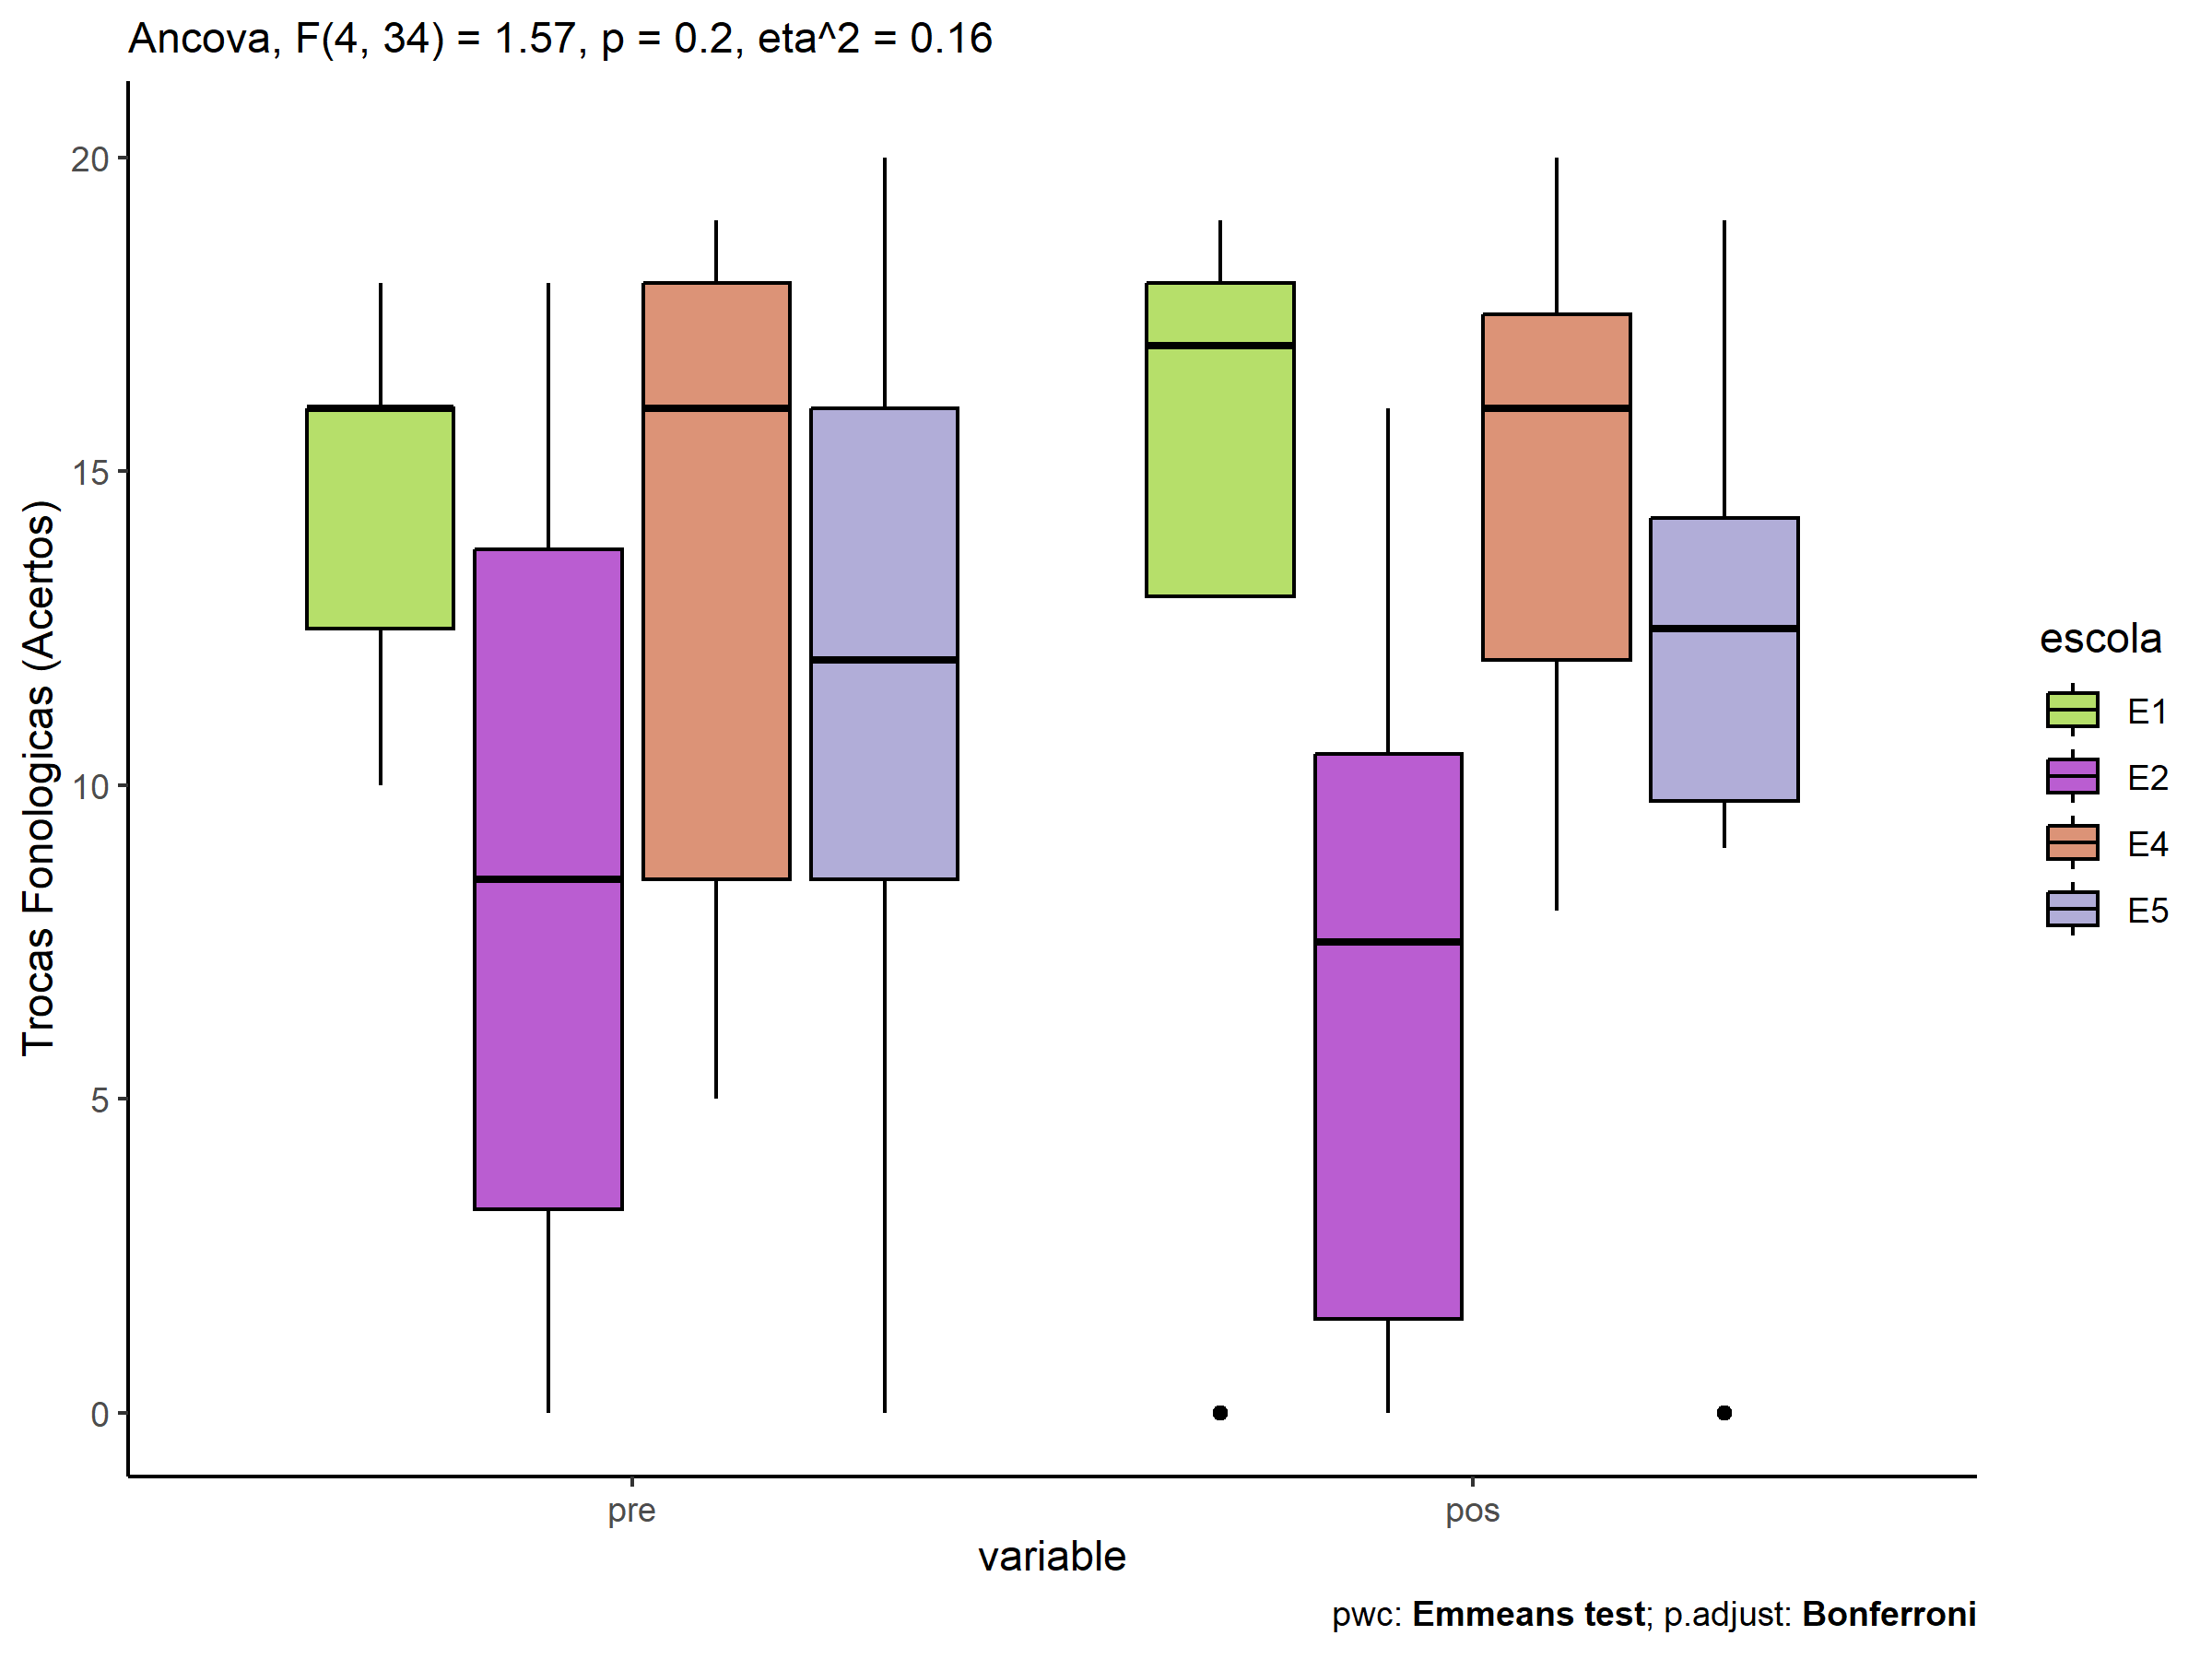 Ancova, F(4, 34) = 1.57, p = 0.2, eta^2 = 0.16
Trocas Fonologicas (Acertos)
20
15
10
5
0
pre
pos
variable
escola
E1
E2
E4
E5
pwc: Emmeans test; p.adjust: Bonferroni